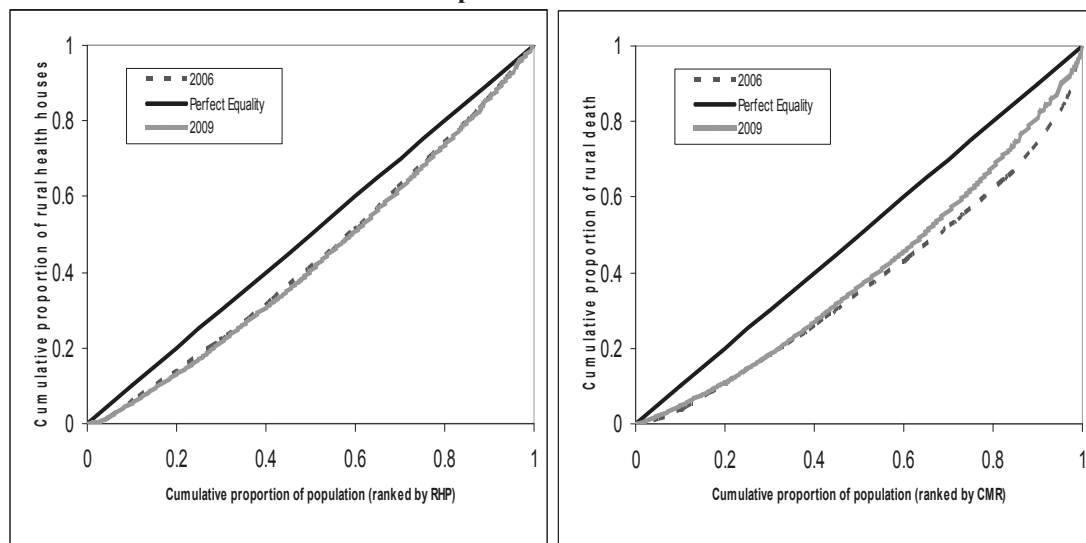 1
0.8
0.6
0.4
0.2
0
2006
Perfect Equality
2009
Cumulative proportion of rural health houses
0 0.2 0.4 0.6 0.8 1
Cumulative proportion of population (ranked by RHP)
1
0.8
0.6
0.4
0.2
0
2006
Perfect Equality
2009
Cumulative proportion of rural death
0 0.2 0.4 0.6 0.8 1
Cumulative proportion of population (ranked by CMR)